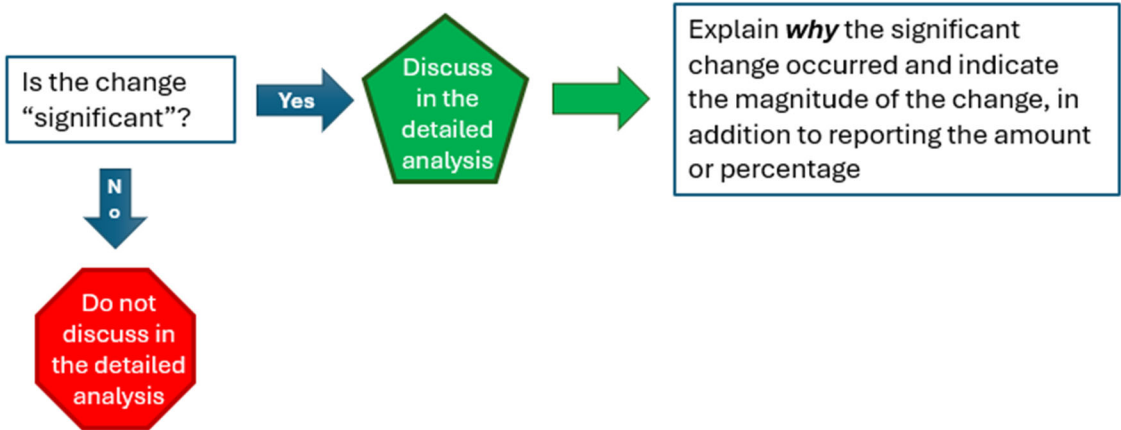 Is the change
“significant”?
Yes
Discuss
in the
detailed
analysis
Explain why the significant
change occurred and indicate
the magnitude of the change, in
addition to reporting the amount
or percentage
N
o
Do not
discuss in
the detailed
analysis